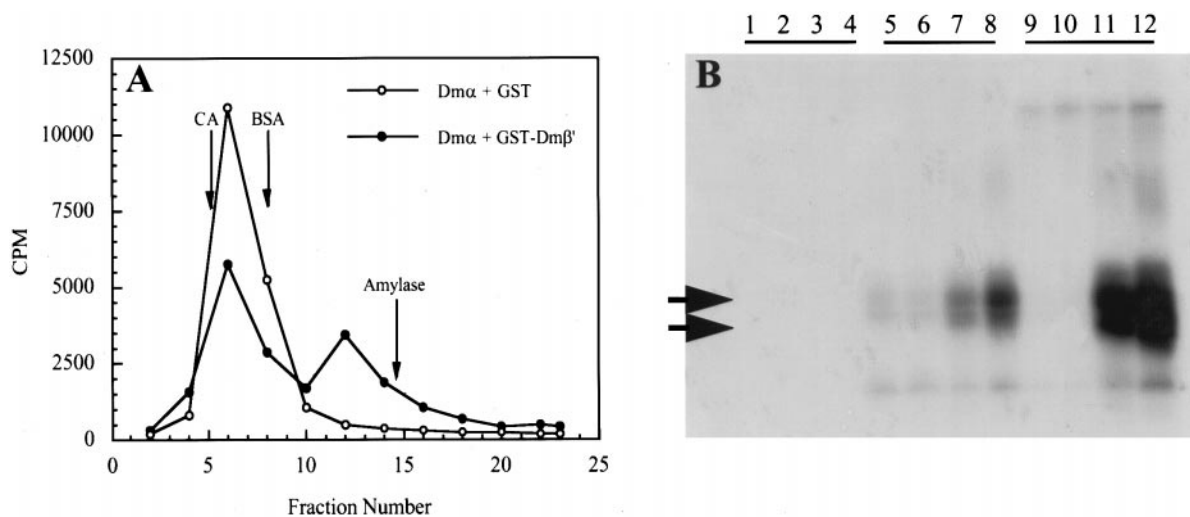 A
12500
10000
7500
5000
2500
0
CPM
0 5 10 15 20 25
Fraction Number
CA
BSA
Amylase
Dmα + GST
Dmα + GST-Dmβ'
B
1 2 3 4 5 6 7 8 9 10 11 12